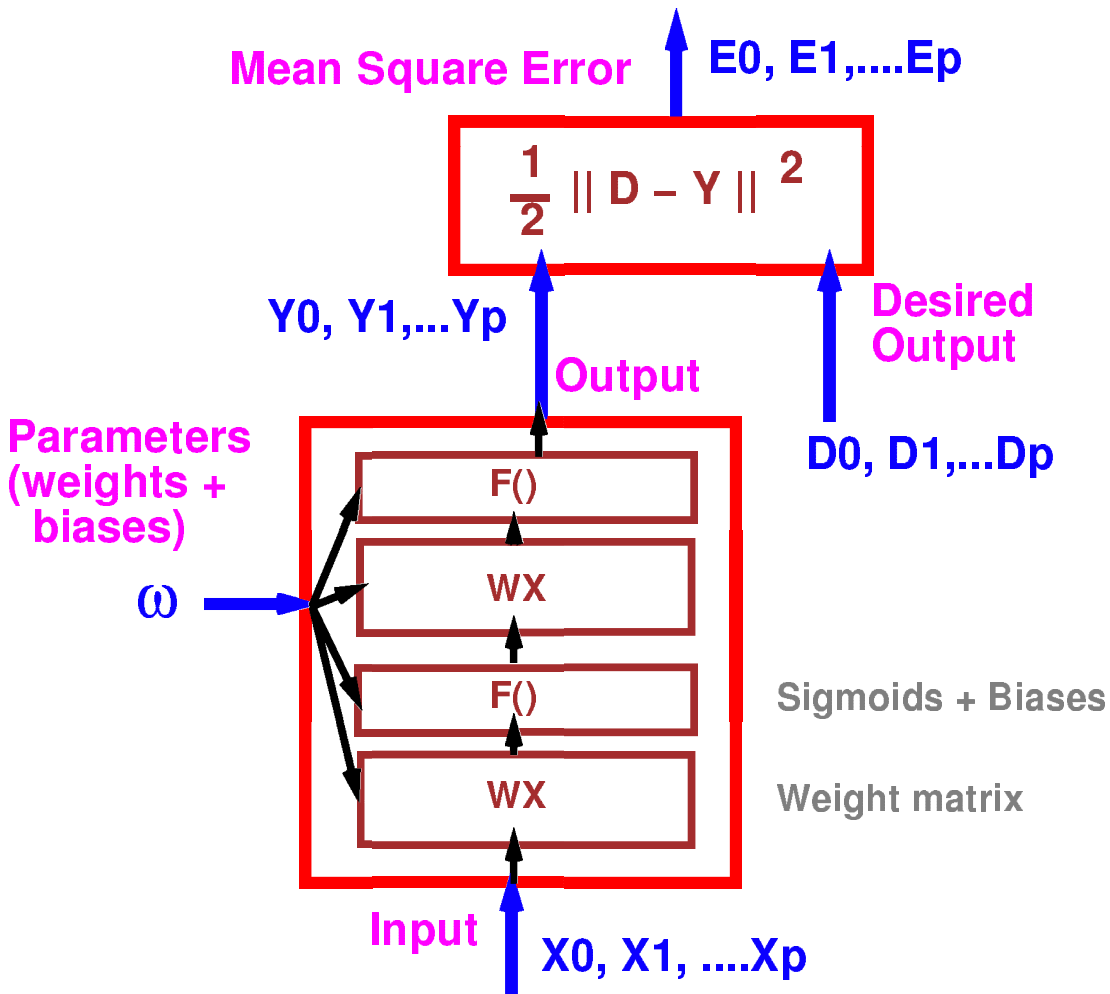 Mean Square Error
E0, E1,....Ep
1
2
|| D – Y || 2
Y0, Y1,...Yp
Output
Desired
Output
D0, D1,...Dp
Parameters
(weights +
biases)
ω
F()
WX
F()
Sigmoids + Biases
WX
Weight matrix
Input
X0, X1, ....Xp